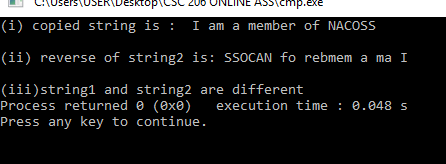 C:\Users\USER\Desktop\CSC 206 ONLINE ASS\cmp.exe
(i) copied string is :  I am a member of NACOSS
(ii) reverse of string2 is: SSOCAN fo rebmem a ma I
(iii)string1 and string2 are different
Process returned 0 (0x0)   execution time : 0.048 s
Press any key to continue.